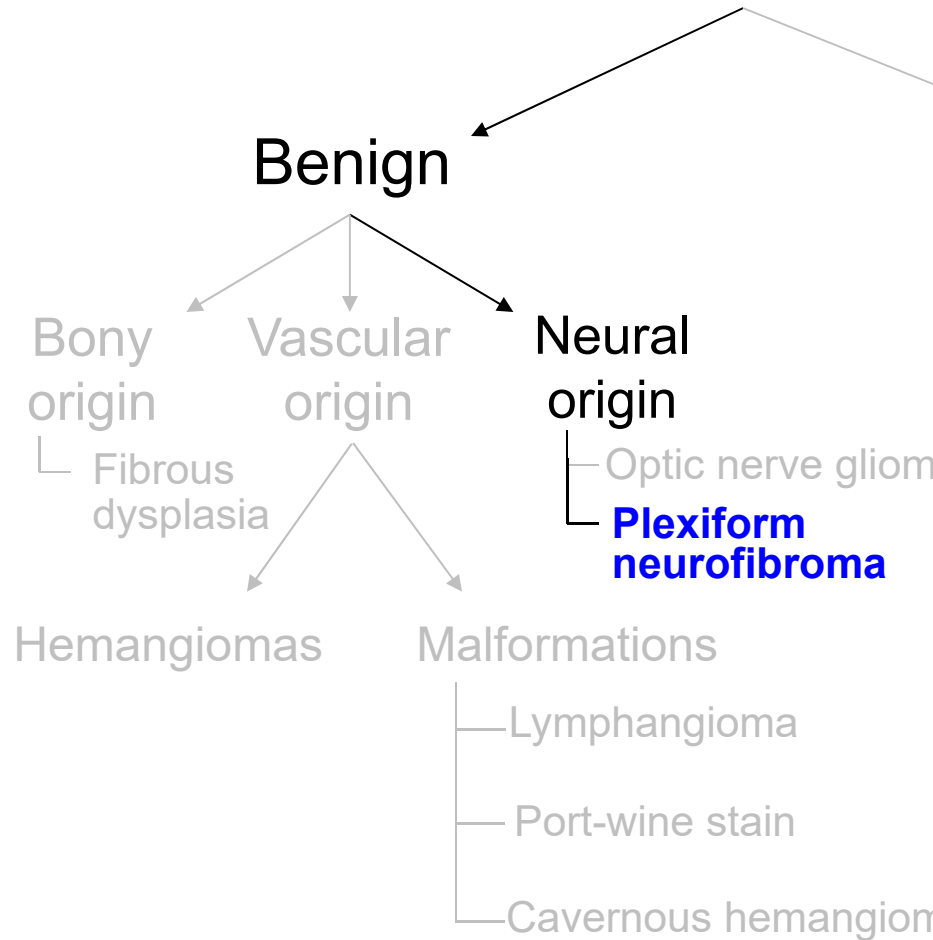 Benign
Bony
origin
Vascular
origin
Neural
origin
Fibrous
dysplasia
Optic nerve gliom
Plexiform
neurofibroma
Hemangiomas
Malformations
Lymphangioma
Port-wine stain
Cavernous hemangiom